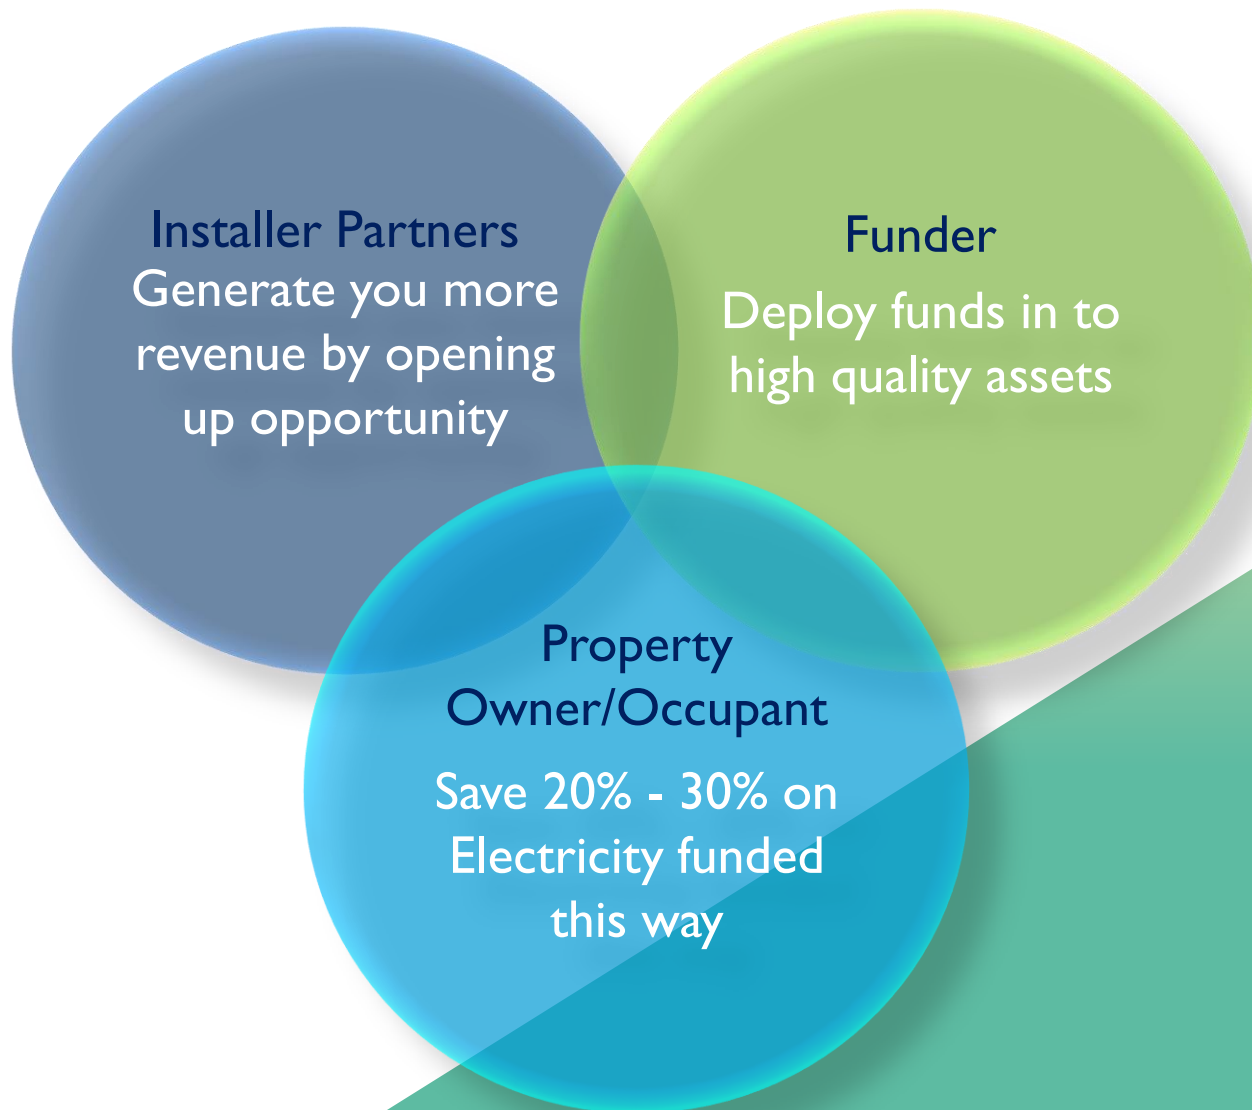 Installer Partners
Generate you more
revenue by opening
up opportunity
Funder
Deploy funds in to
high quality assets
Property
Owner/Occupant
Save 20% - 30% on
Electricity funded
this way